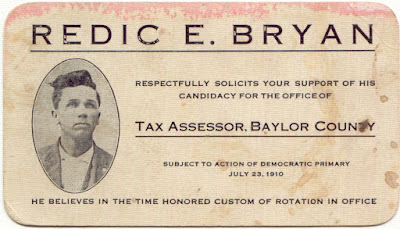 REDIC E. BRYAN
RESPECTFULLY SOLICITS YOUR SUPPORT OF HIS
CANDIDACY FOR THE OFFICE OF
TAX ASSESSOR, BAYLOR COUNTY
SUBJECT TO ACTION OF DEMOCRATIC PRIMARY
JULY 23, 1910
HE BELIEVES IN THE TIME HONORED CUSTOM OF ROTATION IN OFFICE